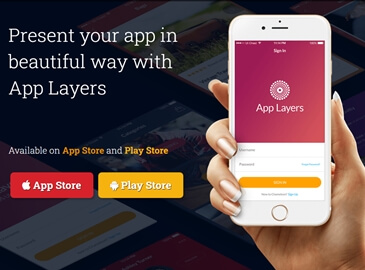 Present your app in
beautiful way with
App Layers
Available on App Store and Play Store
App Store
Play Store
Sign In
App Layers
Username
Password